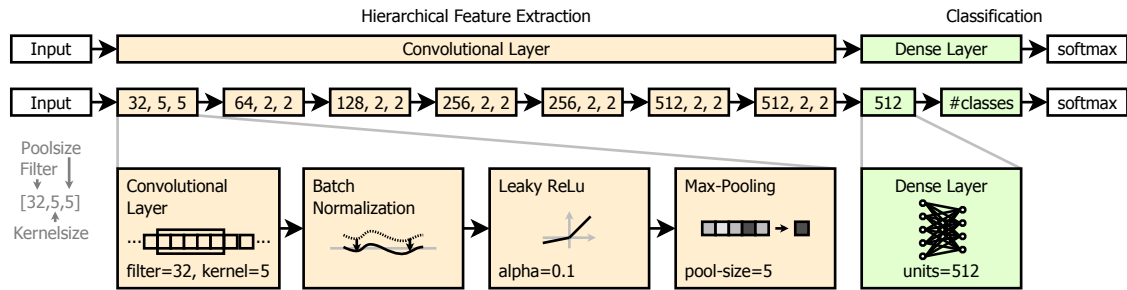 Hierarchical Feature Extraction Classification
Input Convolutional Layer Dense Layer softmax
Input 32, 5, 5 64, 2, 2 128, 2, 2 256, 2, 2 256, 2, 2 512, 2, 2 512, 2, 2 512 #classes softmax
Poolsize
Filter
[32,5,5]
Kernelsize
Convolutional
Layer
filter=32, kernel=5
Batch
Normalization
Leaky ReLu
alpha=0.1
Max-Pooling
pool-size=5
Dense Layer
units=512